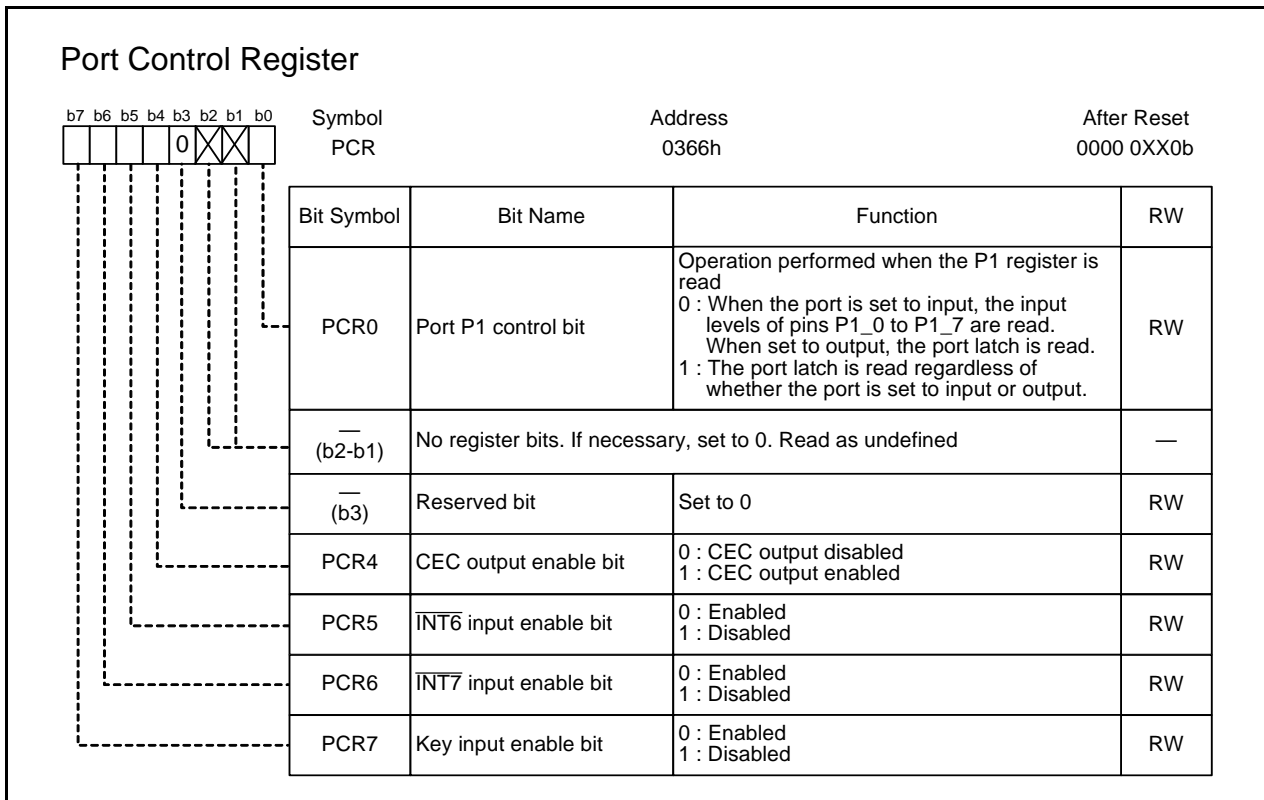 Port Control Register
b7 b6 b5 b4 b3 b2 b1 b0
Symbol Address After Reset
PCR 0366h 0000 0XX0b
0
Bit Symbol Bit Name Function RW
PCR0 Port P1 control bit
Operation performed when the P1 register is
read
0 : When the port is set to input, the input
levels of pins P1_0 to P1_7 are read.
When set to output, the port latch is read.
1 : The port latch is read regardless of
whether the port is set to input or output.
RW
—
(b2-b1)
No register bits. If necessary, set to 0. Read as undefined —
—
(b3)
Reserved bit Set to 0 RW
PCR4 CEC output enable bit
0 : CEC output disabled
1 : CEC output enabled
RW
PCR5 INT6 input enable bit
0 : Enabled
1 : Disabled
RW
PCR6 INT7 input enable bit
0 : Enabled
1 : Disabled
RW
PCR7 Key input enable bit
0 : Enabled
1 : Disabled
RW